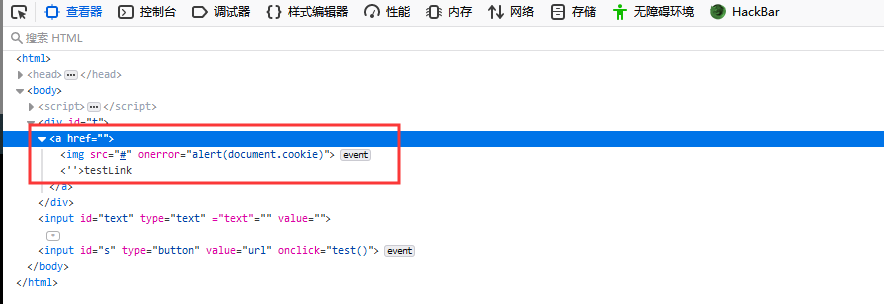 查看器 控制台 调试器 样式编辑器 性能 内存 网络 存储 无障碍环境 HackBar
搜索 HTML
<html>
<head> ••• </head>
<body>
<script> ••• </script>
<div id="t">
<a href="">
<img src="#" onerror="alert(document.cookie)"> event
<''>testLink
</a>
</div>
<input id="text" type="text" ="text"="" value="">
<input id="s" type="button" value="url" onclick="test()"> event
</body>
</html>